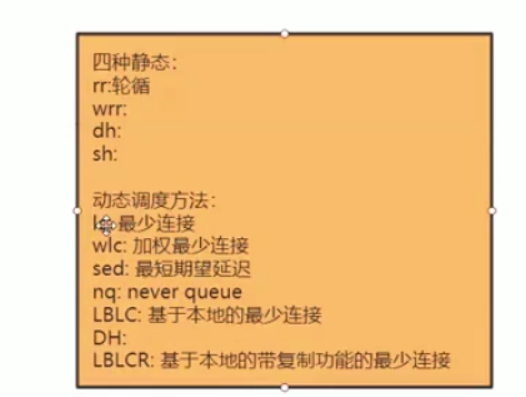 四种静态：
rr:轮循
wrr:
dh:
sh:
动态调度方法：
最少连接
wlc: 加权最少连接
sed: 最短期望延迟
nq: never queue
LBLC: 基于本地的最少连接
DH:
LBLCR: 基于本地的带复制功能的最少连接